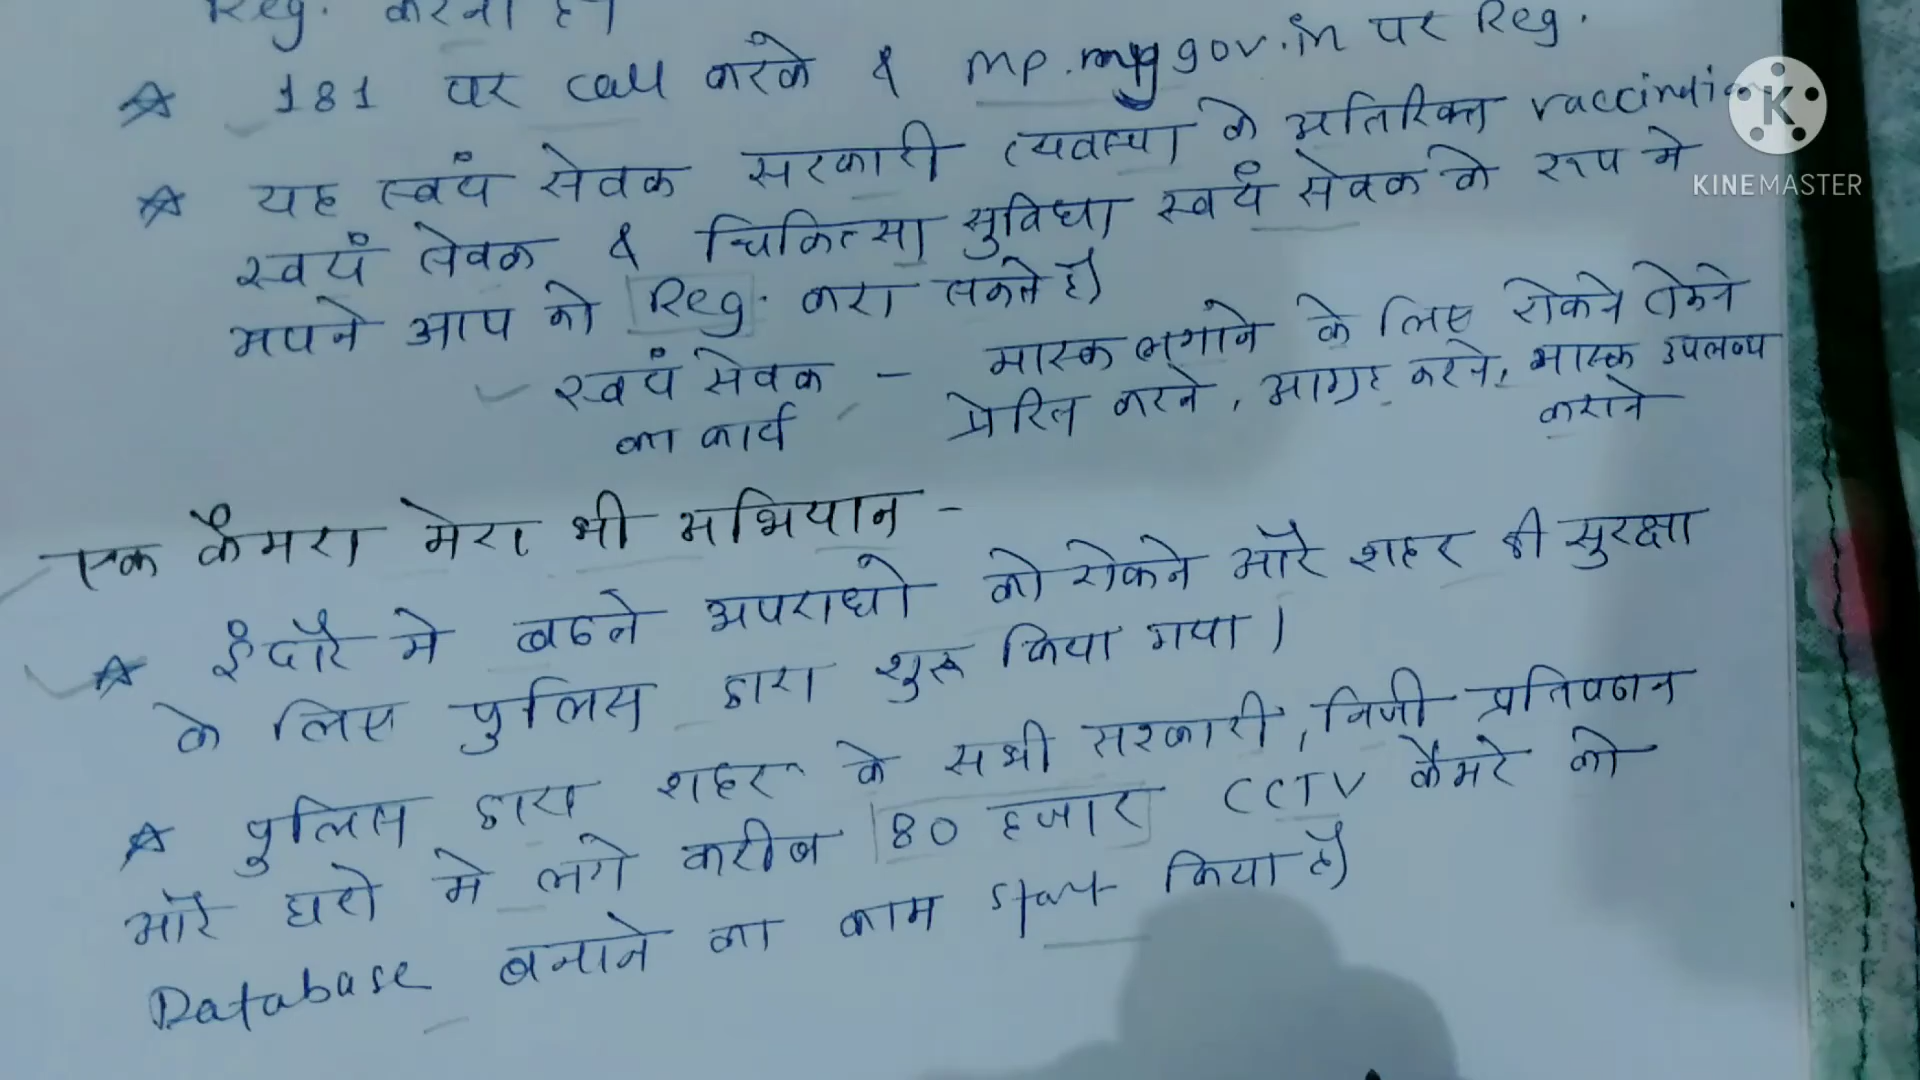 Reg. करना है।
☆ 181 पर call करके & mp.mygov.in पर Reg.
☆ यह स्वयं सेवक सरकारी व्यवस्था के अतिरिक्त vaccination
स्वयं सेवक & चिकित्सा सुविधा स्वयं सेवक के रूप मे
अपने आप को Reg. करा सकते है)
स्वयं सेवक – मास्क लगाने के लिए रोकने टोकने
का कार्य प्रेरित करने, आग्रह करने, मास्क उपलब्ध
कराने
एक कैमरा मेरा भी अभियान –
☆ इंदौर मे बढते अपराधो को रोकने और शहर की सुरक्षा
के लिए पुलिस द्वारा शुरू किया गया।
☆ पुलिस द्वारा शहर के सभी सरकारी, निजी प्रतिष्ठान
और घरो मे लगे करीब 80 हजार CCTV कैमरे को
Database बनाने का काम start किया है)
K
KINEMASTER